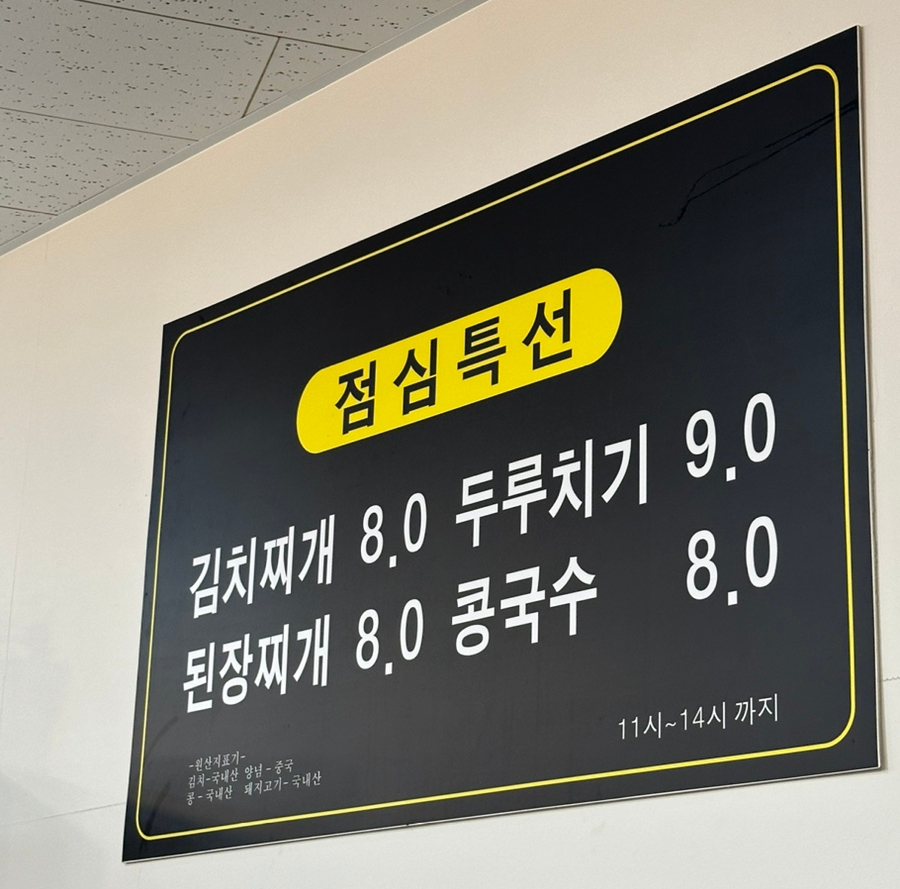 점심특선
김치찌개 8.0 두루치기 9.0
된장찌개 8.0 콩국수 8.0
11시~14시 까지
-원산지표기-
김치-국내산 양념-중국
콩-국내산 돼지고기-국내산